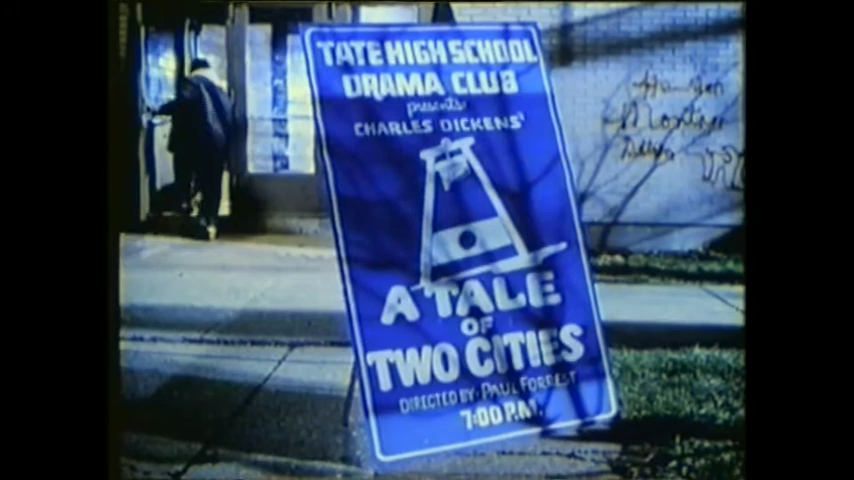 TATE HIGH SCHOOL
DRAMA CLUB
presents
CHARLES DICKENS'
A TALE
OF
TWO CITIES
DIRECTED BY: PAUL FORREST
7:00 P.M.